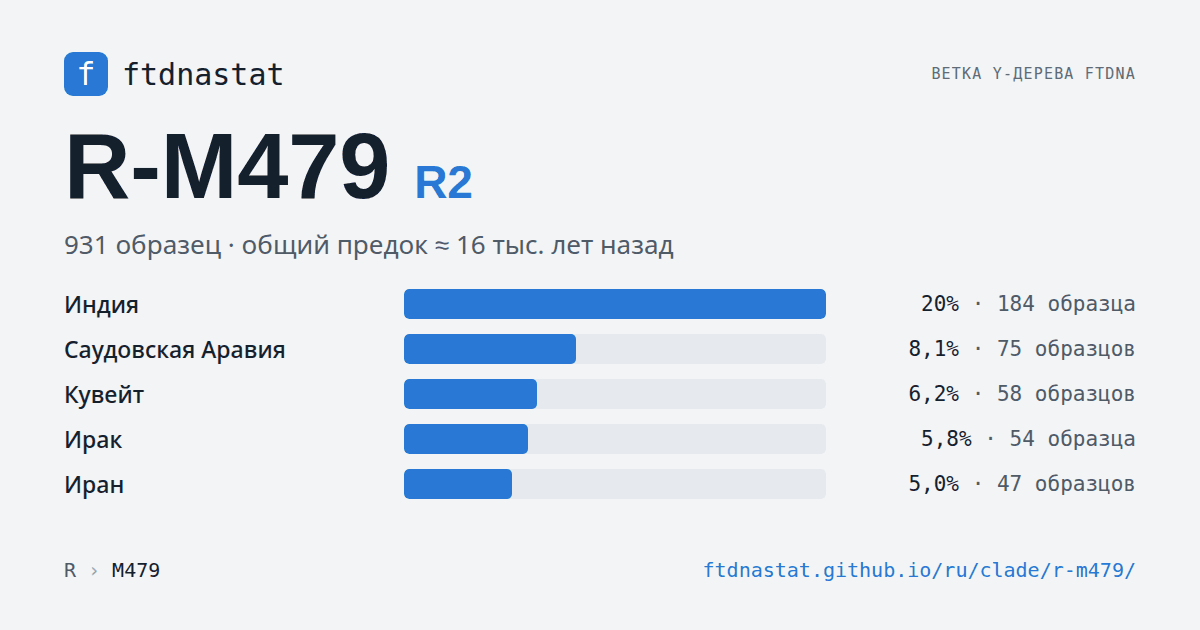 f ftdnastat
ВЕТКА Y-ДЕРЕВА FTDNA
R-M479 R2
931 образец · общий предок ≈ 16 тыс. лет назад
Индия 20% · 184 образца
Саудовская Аравия 8,1% · 75 образцов
Кувейт 6,2% · 58 образцов
Ирак 5,8% · 54 образца
Иран 5,0% · 47 образцов
R › M479
ftdnastat.github.io/ru/clade/r-m479/